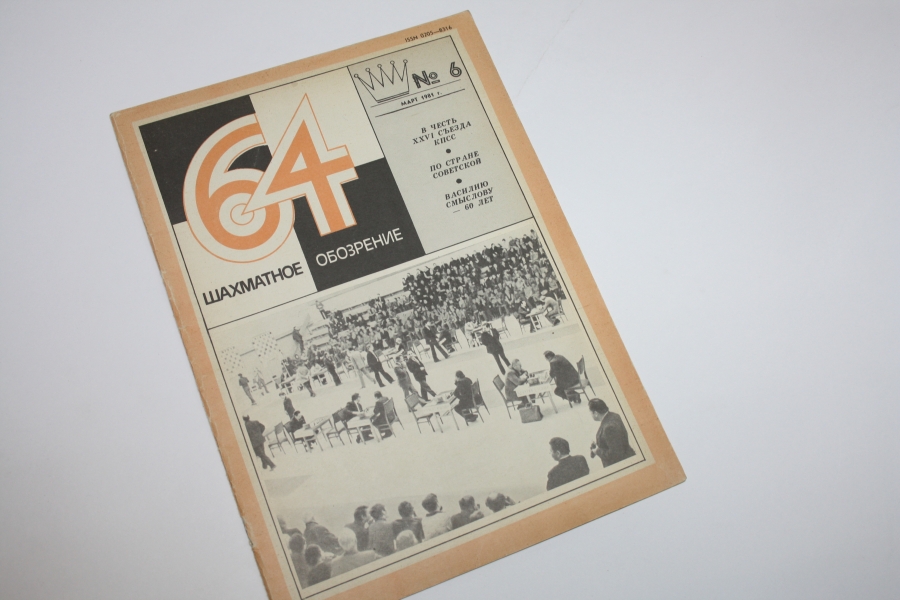 ISSN 0205—8316
№ 6
МАРТ 1981 г.
В ЧЕСТЬ
XXVI СЪЕЗДА
КПСС
•
ПО СТРАНЕ
СОВЕТСКОЙ
•
ВАСИЛИЮ
СМЫСЛОВУ
— 60 ЛЕТ
64
ШАХМАТНОЕ ОБОЗРЕНИЕ